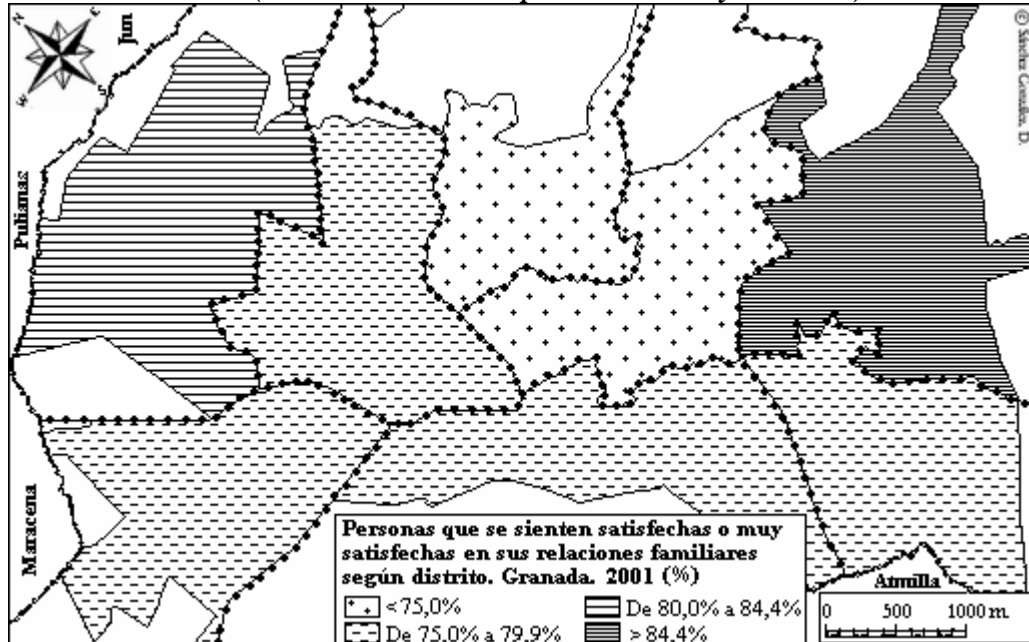 N
E
S
W
Jun
© Sánchez González, D.
Pulianas
Maracena
Personas que se sienten satisfechas o muy
satisfechas en sus relaciones familiares
según distrito. Granada. 2001 (%)
<75,0%
De 80,0% a 84,4%
De 75,0% a 79,9%
> 84,4%
Armilla
0 500 1000 m.